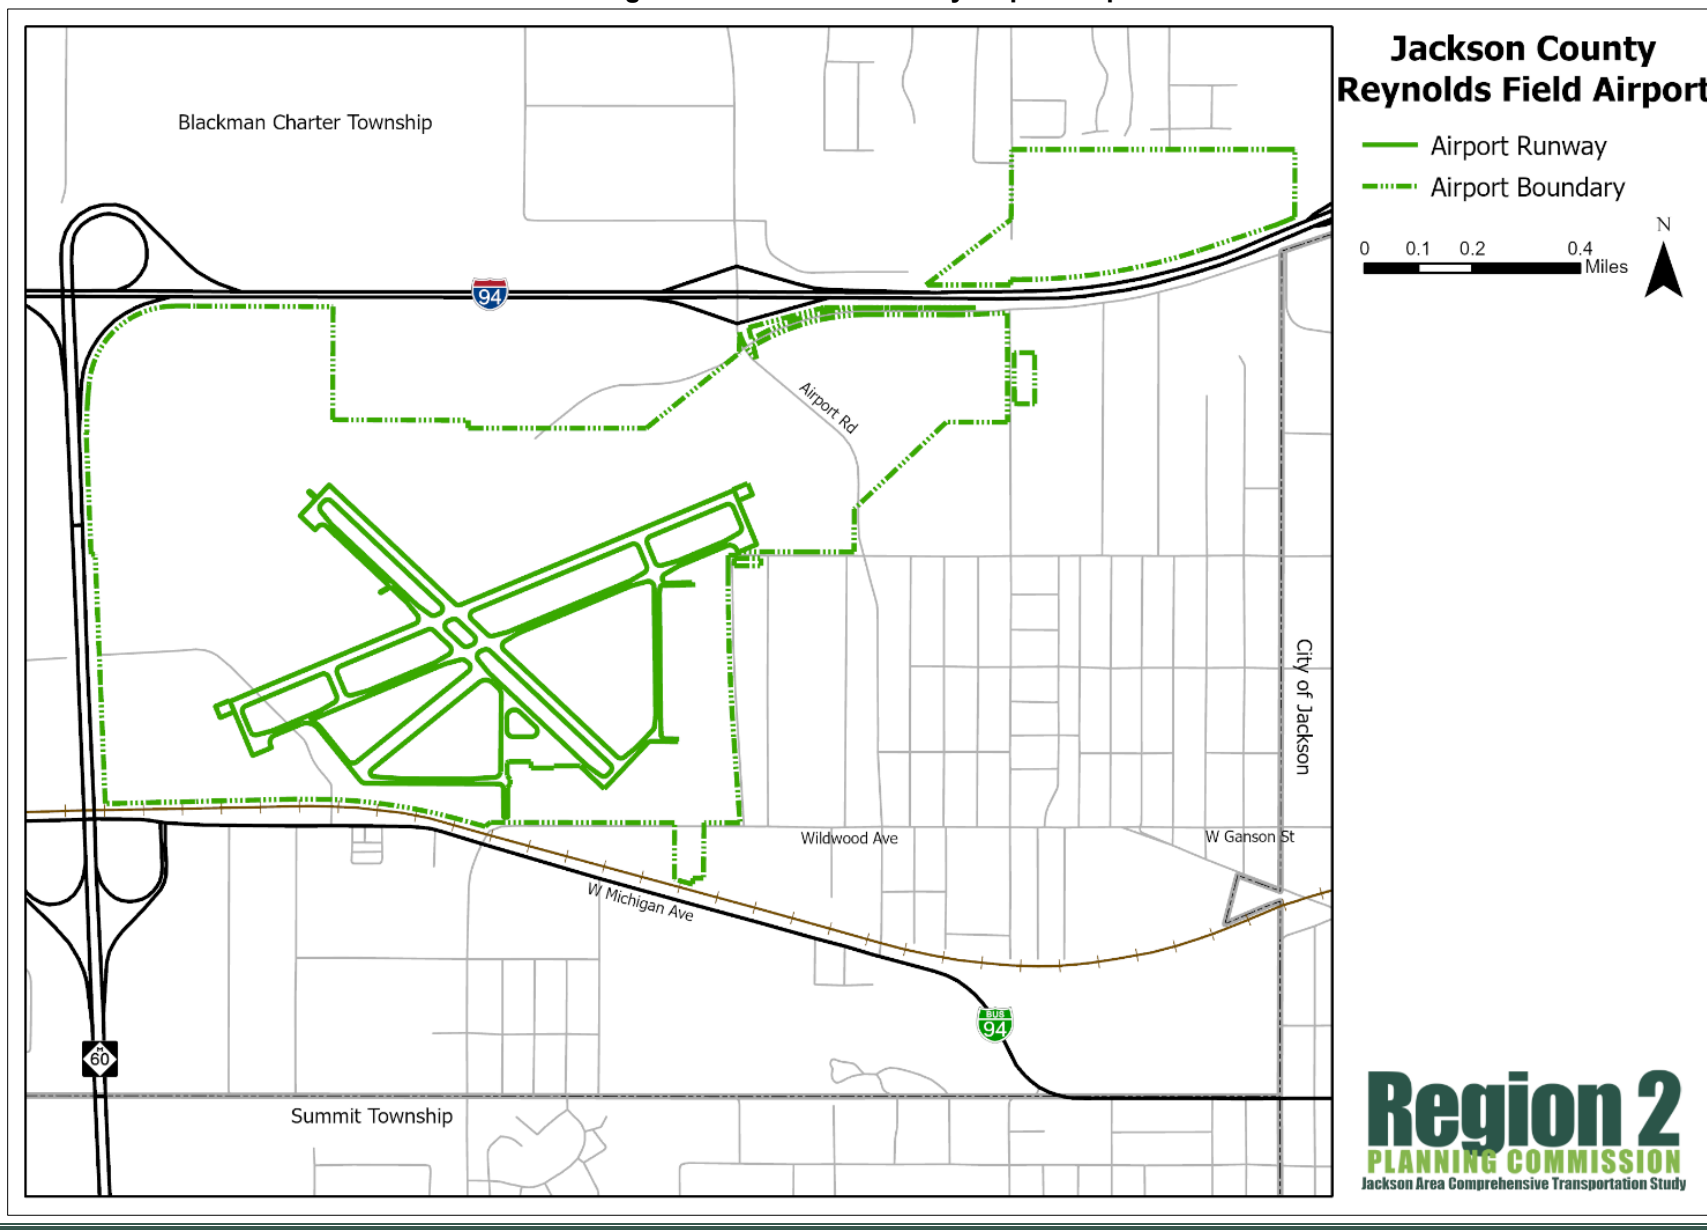 Jackson County
Reynolds Field Airport
Airport Runway
Airport Boundary
N
0 0.1 0.2 0.4
Miles
Blackman Charter Township
94
Airport Rd
City of Jackson
Wildwood Ave
W Ganson St
W Michigan Ave
BUS
94
M
60
Summit Township
Region 2
PLANNING COMMISSION
Jackson Area Comprehensive Transportation Study